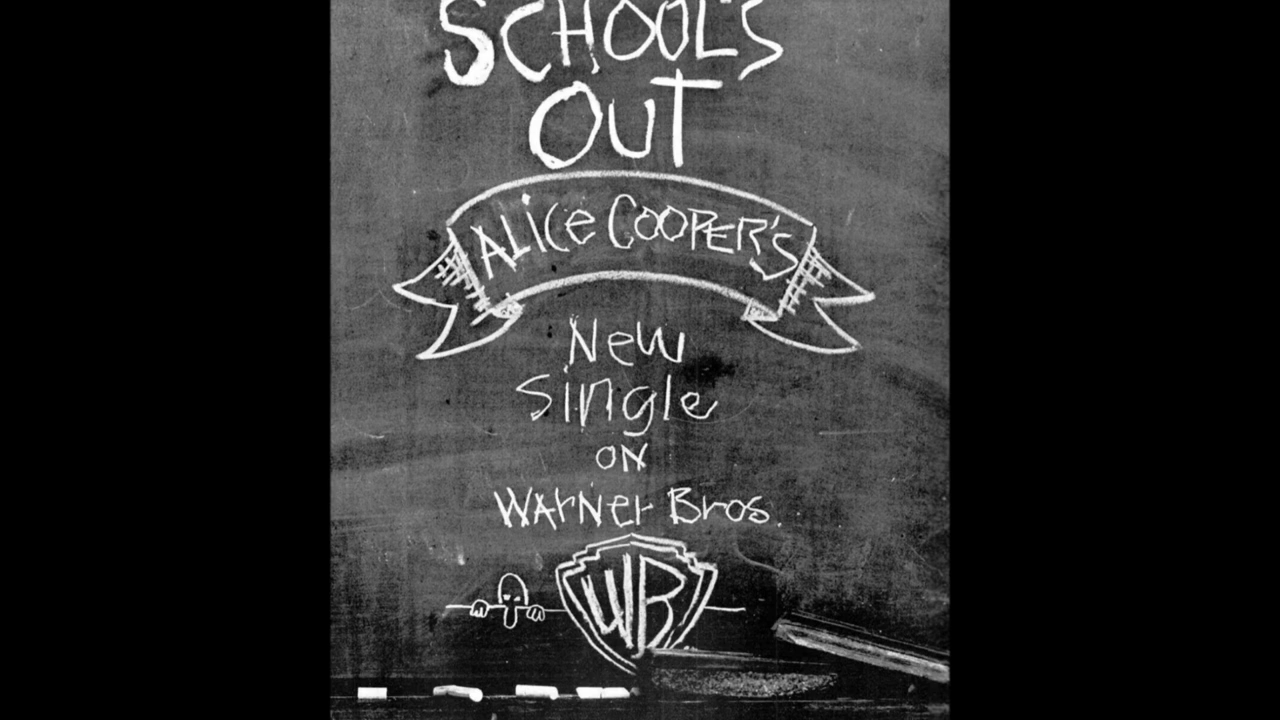 SCHOOL'S
OUT
ALICE COOPER'S
New
Single
ON
WArNer Bros.
WB